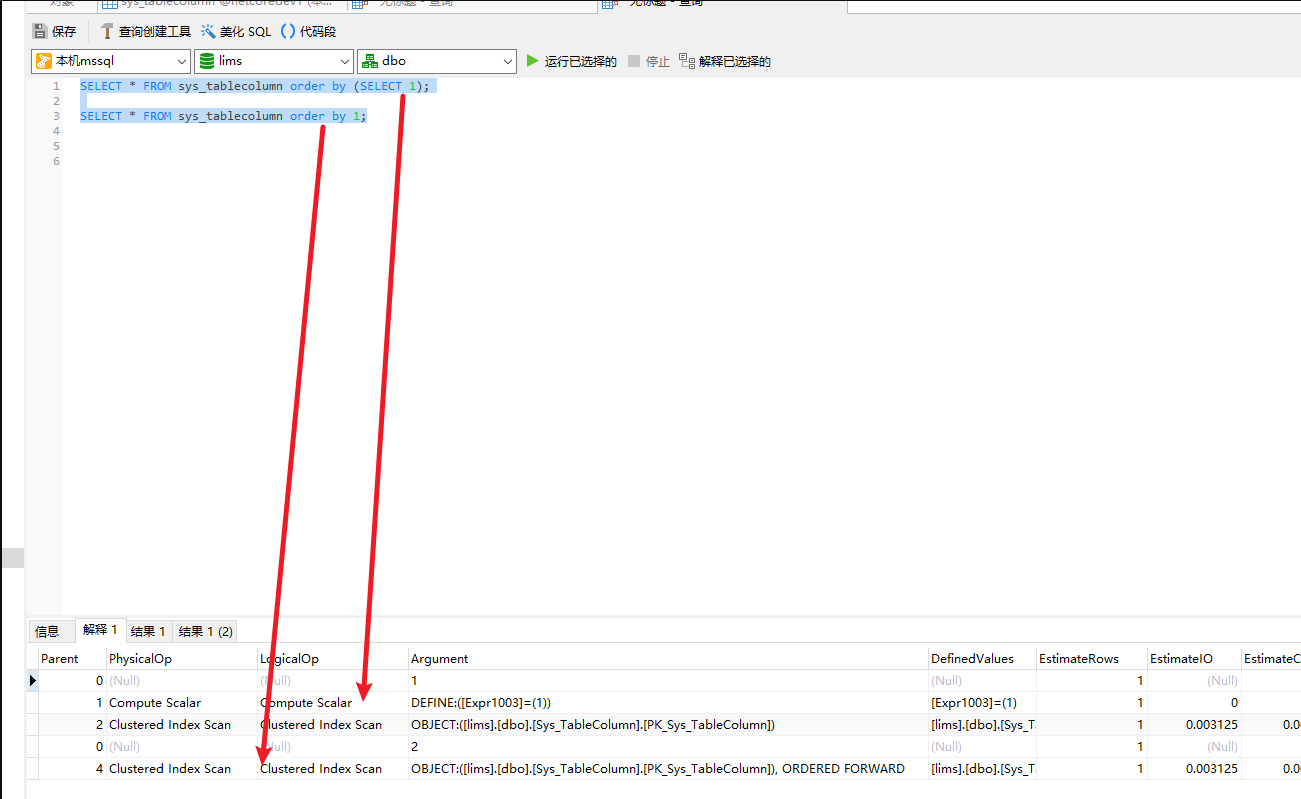 对象 sys_tablecolumn @netcoredev1 (本... 无标题 - 查询 无标题 - 查询
保存 查询创建工具 美化 SQL () 代码段
本机mssql lims dbo 运行已选择的 停止 解释已选择的
1 SELECT * FROM sys_tablecolumn order by (SELECT 1);
2
3 SELECT * FROM sys_tablecolumn order by 1;
4
5
6
信息 解释 1 结果 1 结果 1 (2)
Parent PhysicalOp LogicalOp Argument DefinedValues EstimateRows EstimateIO EstimateC
0 (Null) (Null) 1 (Null) 1 (Null)
1 Compute Scalar Compute Scalar DEFINE:([Expr1003]=(1)) [Expr1003]=(1) 1 0
2 Clustered Index Scan Clustered Index Scan OBJECT:([lims].[dbo].[Sys_TableColumn].[PK_Sys_TableColumn]) [lims].[dbo].[Sys_T 1 0.003125 0.0
0 (Null) (Null) 2 (Null) 1 (Null)
4 Clustered Index Scan Clustered Index Scan OBJECT:([lims].[dbo].[Sys_TableColumn].[PK_Sys_TableColumn]), ORDERED FORWARD [lims].[dbo].[Sys_T 1 0.003125 0.0